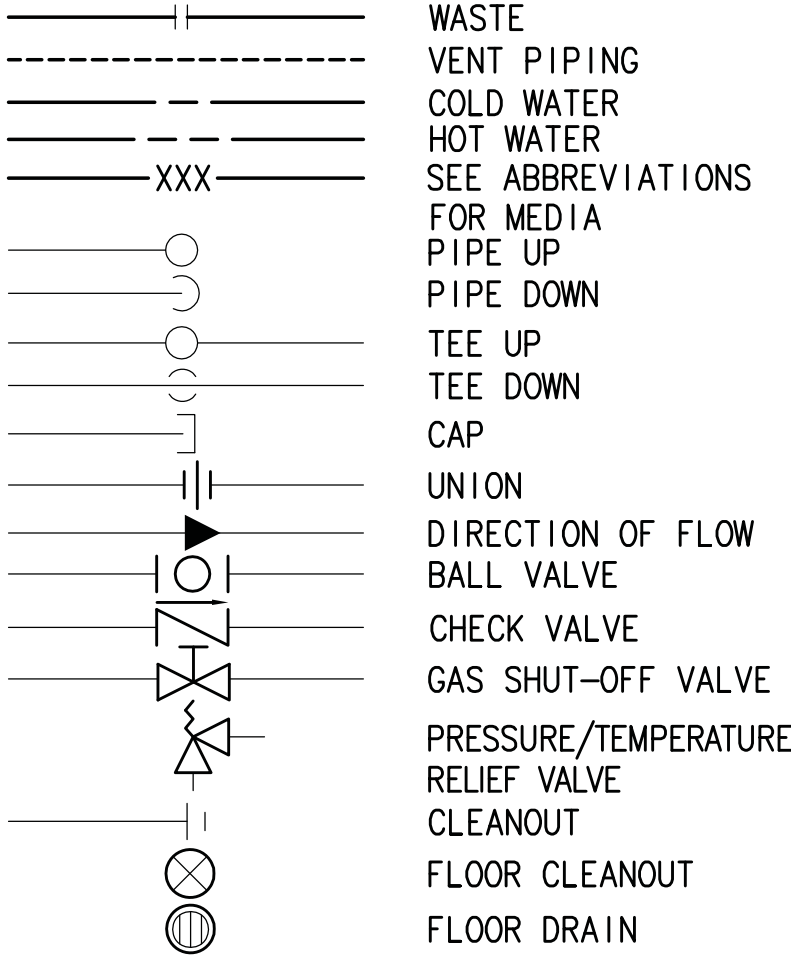 WASTE
VENT PIPING
COLD WATER
HOT WATER
XXX SEE ABBREVIATIONS
FOR MEDIA
PIPE UP
PIPE DOWN
TEE UP
TEE DOWN
CAP
UNION
DIRECTION OF FLOW
BALL VALVE
CHECK VALVE
GAS SHUT-OFF VALVE
PRESSURE/TEMPERATURE
RELIEF VALVE
CLEANOUT
FLOOR CLEANOUT
FLOOR DRAIN